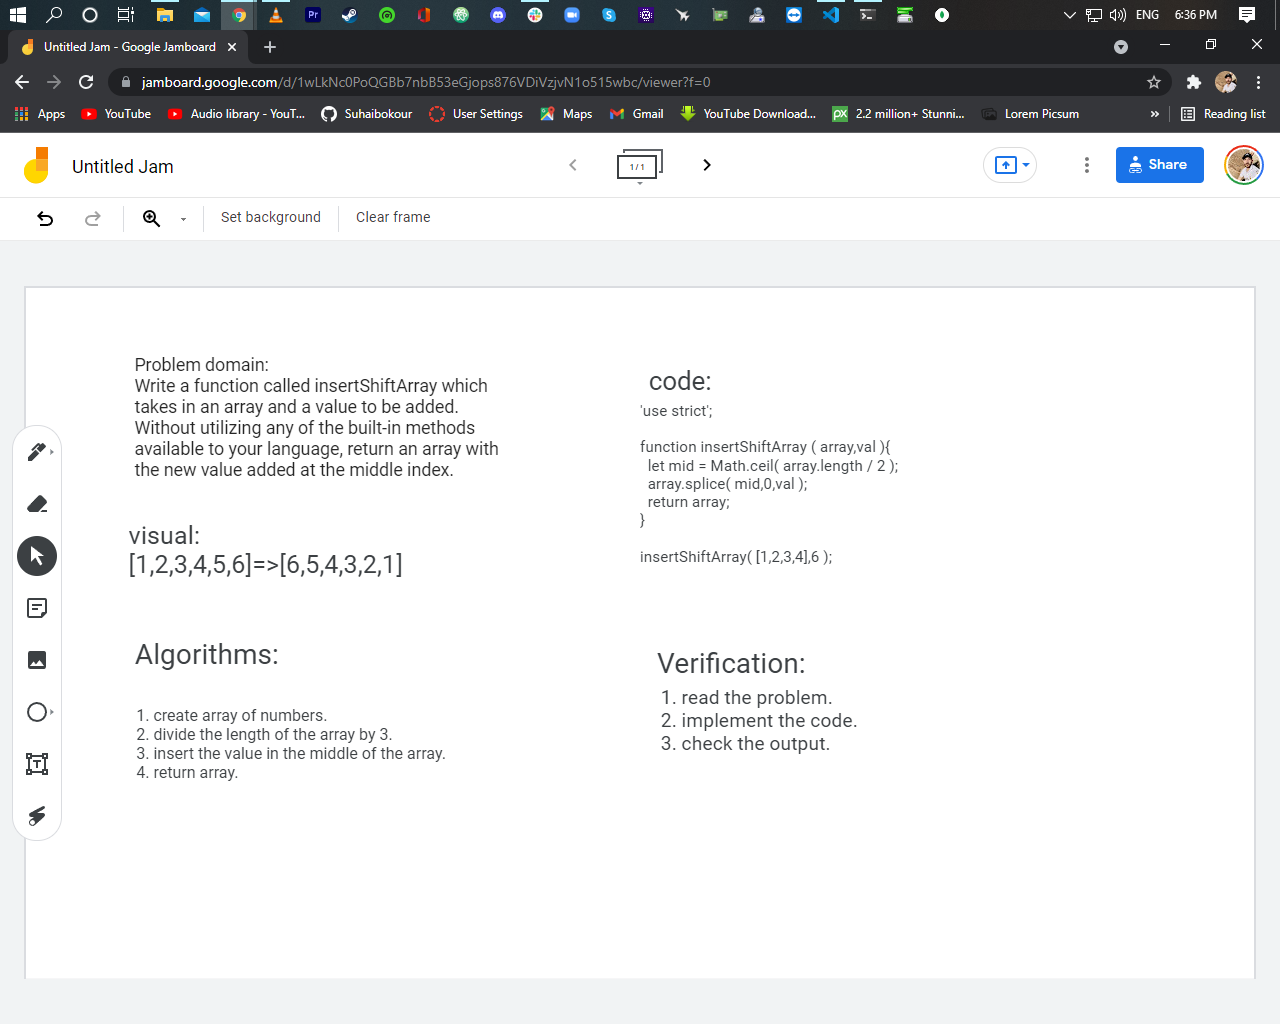 Pr
ENG
6:36 PM
Untitled Jam - Google Jamboard
jamboard.google.com/d/1wLkNc0PoQGBb7nbB53eGjops876VDiVzjvN1o515wbc/viewer?f=0
Apps
YouTube
Audio library - YouT...
Suhaibokour
User Settings
Maps
Gmail
YouTube Download...
px
2.2 million+ Stunni...
Lorem Picsum
»
Reading list
Untitled Jam
1 / 1
Share
Set background
Clear frame
Problem domain:
Write a function called insertShiftArray which
takes in an array and a value to be added.
Without utilizing any of the built-in methods
available to your language, return an array with
the new value added at the middle index.
visual:
[1,2,3,4,5,6]=>[6,5,4,3,2,1]
Algorithms:
1. create array of numbers.
2. divide the length of the array by 3.
3. insert the value in the middle of the array.
4. return array.
code:
'use strict';
function insertShiftArray ( array,val ){
let mid = Math.ceil( array.length / 2 );
array.splice( mid,0,val );
return array;
}
insertShiftArray( [1,2,3,4],6 );
Verification:
1. read the problem.
2. implement the code.
3. check the output.